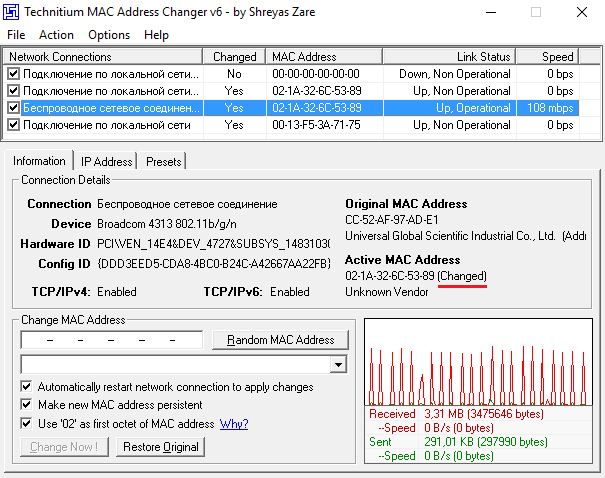 Technitium MAC Address Changer v6 - by Shreyas Zare
File Action Options Help
Network Connections Changed MAC Address Link Status Speed
Подключение по локальной сети... No 00-00-00-00-00-00 Down, Non Operational 0 bps
Подключение по локальной сети... Yes 02-1A-32-6C-53-89 Up, Non Operational 0 bps
Беспроводное сетевое соединен... Yes 02-1A-32-6C-53-89 Up, Operational 108 mbps
Подключение по локальной сети Yes 00-13-F5-3A-71-75 Up, Non Operational 0 bps
Information IP Address Presets
Connection Details
Connection Беспроводное сетевое соединение
Device Broadcom 4313 802.11b/g/n
Hardware ID PCI\VEN_14E4&DEV_4727&SUBSYS_1483103C
Config ID {DDD3EED5-CDA8-4BC0-B24C-A42667AA22FB}
TCP/IPv4: Enabled TCP/IPv6: Enabled
Original MAC Address
CC-52-AF-97-AD-E1
Universal Global Scientific Industrial Co., Ltd. (Addr
Active MAC Address
02-1A-32-6C-53-89 (Changed)
Unknown Vendor
Change MAC Address
- - - - - Random MAC Address
Automatically restart network connection to apply changes
Make new MAC address persistent
Use '02' as first octet of MAC address Why?
Change Now ! Restore Original
Received 3,31 MB (3475646 bytes)
--Speed 0 B/s (0 bytes)
Sent 291,01 KB (297990 bytes)
--Speed 0 B/s (0 bytes)